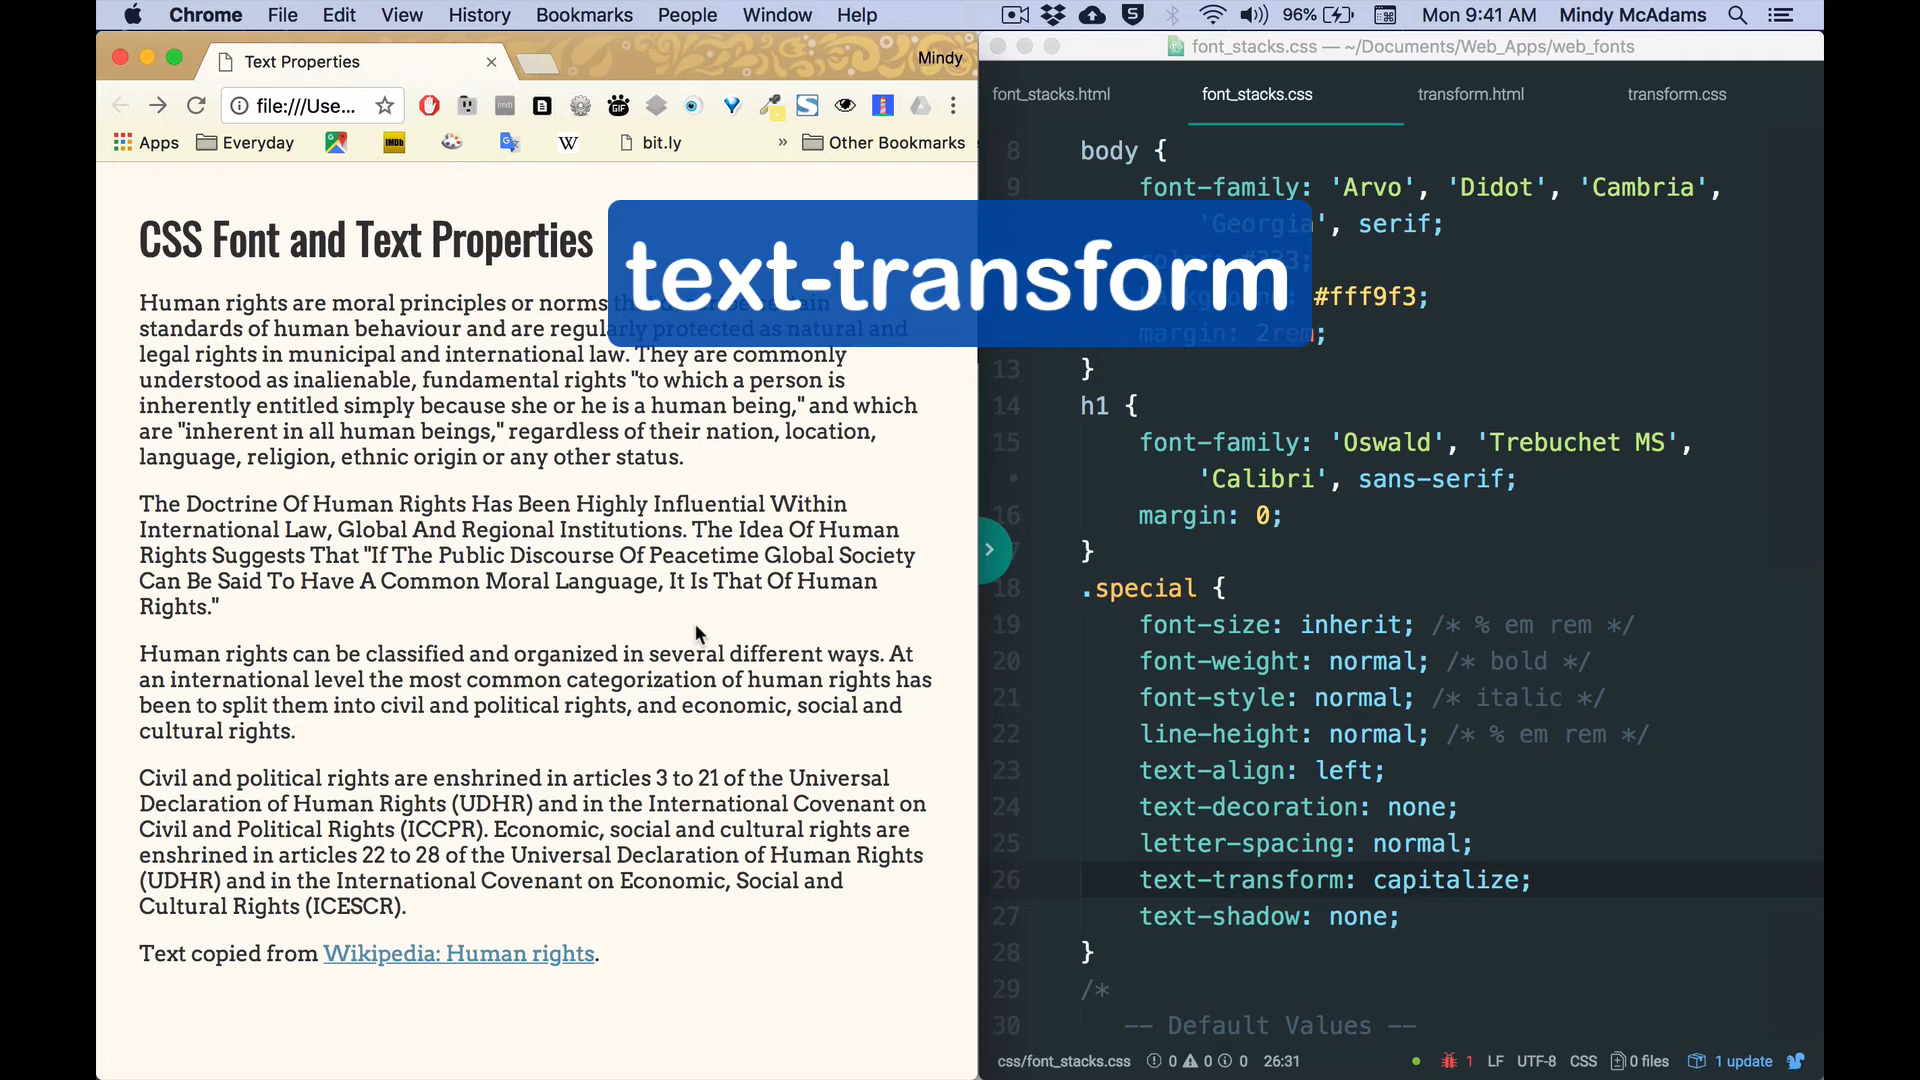 Chrome File Edit View History Bookmarks People Window Help
96% Mon 9:41 AM Mindy McAdams
Text Properties
Mindy
file:///Use...
Apps Everyday bit.ly » Other Bookmarks
CSS Font and Text Properties
text-transform
Human rights are moral principles or norms
standards of human behaviour and are regularly protected as natural and
legal rights in municipal and international law. They are commonly
understood as inalienable, fundamental rights "to which a person is
inherently entitled simply because she or he is a human being," and which
are "inherent in all human beings," regardless of their nation, location,
language, religion, ethnic origin or any other status.
The Doctrine Of Human Rights Has Been Highly Influential Within
International Law, Global And Regional Institutions. The Idea Of Human
Rights Suggests That "If The Public Discourse Of Peacetime Global Society
Can Be Said To Have A Common Moral Language, It Is That Of Human
Rights."
Human rights can be classified and organized in several different ways. At
an international level the most common categorization of human rights has
been to split them into civil and political rights, and economic, social and
cultural rights.
Civil and political rights are enshrined in articles 3 to 21 of the Universal
Declaration of Human Rights (UDHR) and in the International Covenant on
Civil and Political Rights (ICCPR). Economic, social and cultural rights are
enshrined in articles 22 to 28 of the Universal Declaration of Human Rights
(UDHR) and in the International Covenant on Economic, Social and
Cultural Rights (ICESCR).
Text copied from Wikipedia: Human rights.
font_stacks.css — ~/Documents/Web_Apps/web_fonts
font_stacks.html font_stacks.css transform.html transform.css
8 body {
9 font-family: 'Arvo', 'Didot', 'Cambria',
'Georgia', serif;
#fff9f3;
margin: 2rem;
13 }
14 h1 {
15 font-family: 'Oswald', 'Trebuchet MS',
'Calibri', sans-serif;
16 margin: 0;
}
18 .special {
19 font-size: inherit; /* % em rem */
20 font-weight: normal; /* bold */
21 font-style: normal; /* italic */
22 line-height: normal; /* % em rem */
23 text-align: left;
24 text-decoration: none;
25 letter-spacing: normal;
26 text-transform: capitalize;
27 text-shadow: none;
28 }
29 /*
30 -- Default Values --
css/font_stacks.css 0 0 0 26:31 1 LF UTF-8 CSS 0 files 1 update